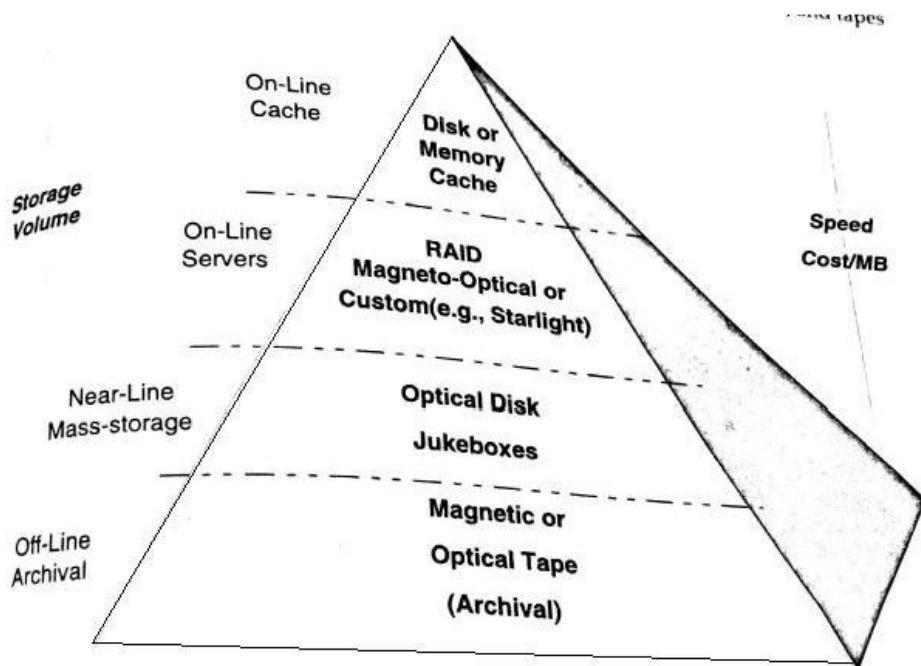 tapes
On-Line
Cache
Disk or
Memory
Cache
Storage
Volume
On-Line
Servers
RAID
Magneto-Optical or
Custom(e.g., Starlight)
Speed
Cost/MB
Near-Line
Mass-storage
Optical Disk
Jukeboxes
Off-Line
Archival
Magnetic or
Optical Tape
(Archival)